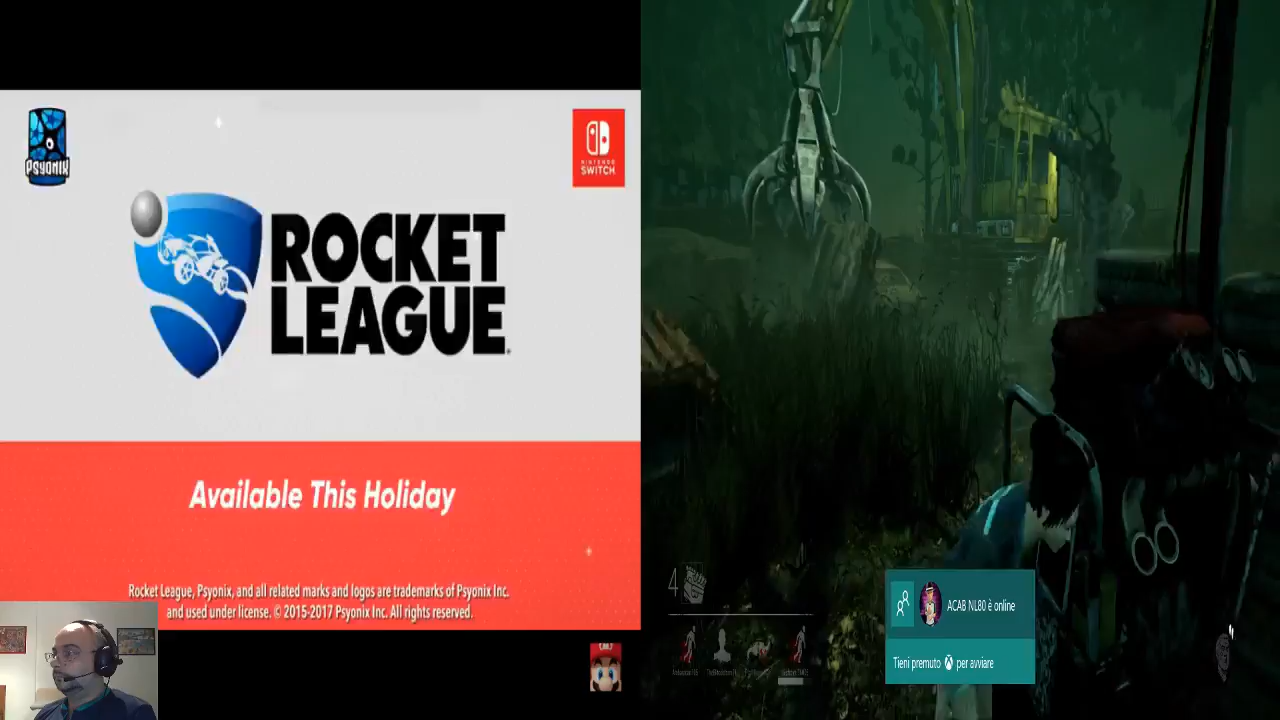 PSYONIX
NINTENDO
SWITCH
ROCKET
LEAGUE
Available This Holiday
Rocket League, Psyonix, and all related marks and logos are trademarks of Psyonix Inc.
and used under license. © 2015-2017 Psyonix Inc. All rights reserved.
4
ACAB NL80 è online
Tieni premuto per avviare